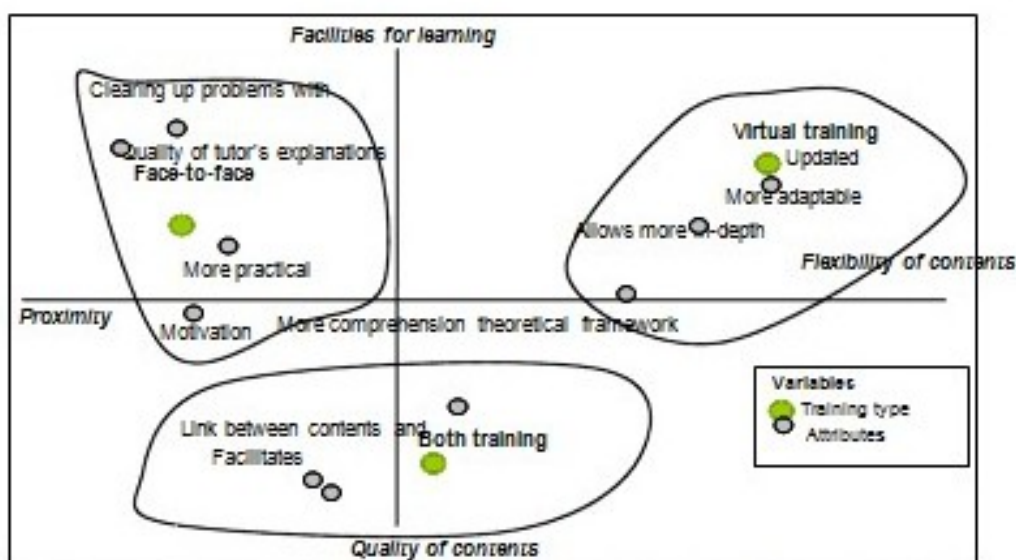 Facilities for learning
Clearing up problems with
Quality of tutor's explanations
Face-to-face
More practical
Virtual training
Updated
More adaptable
Allows more in-depth
Flexibility of contents
Proximity
Motivation
More comprehension theoretical framework
Link between contents and
Facilitates
Both training
Variables
Training type
Attributes
Quality of contents